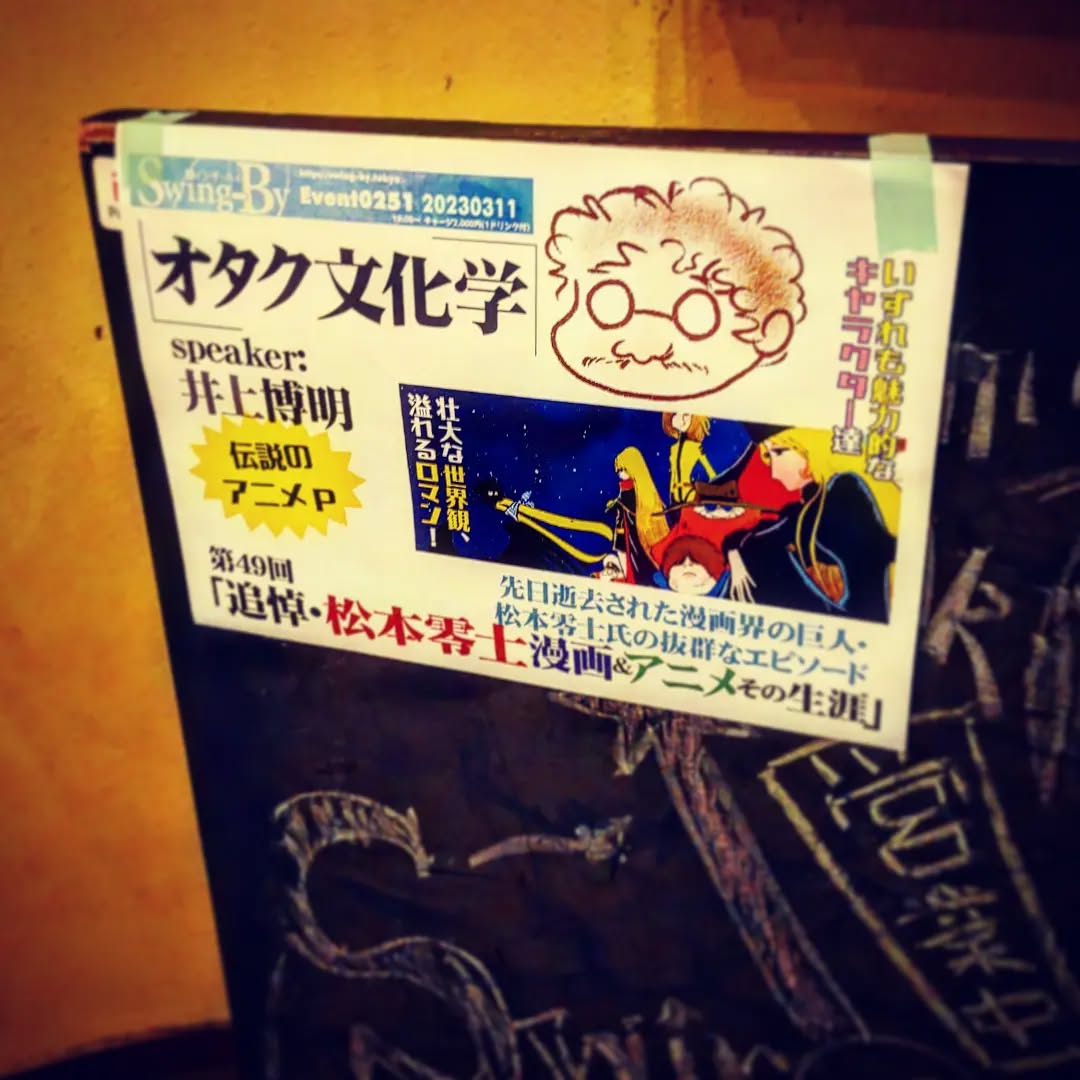 Swing-By
Event0251 20230311
「オタク文化学」
speaker:
井上博明
伝説の
アニメP
いずれも魅力的な
キャラクター達
壮大な世界観、
溢れるロマン!
先日逝去された漫画界の巨人・
松本零士氏の抜群なエピソード
第49回
「追悼・松本零士漫画&アニメその生涯」